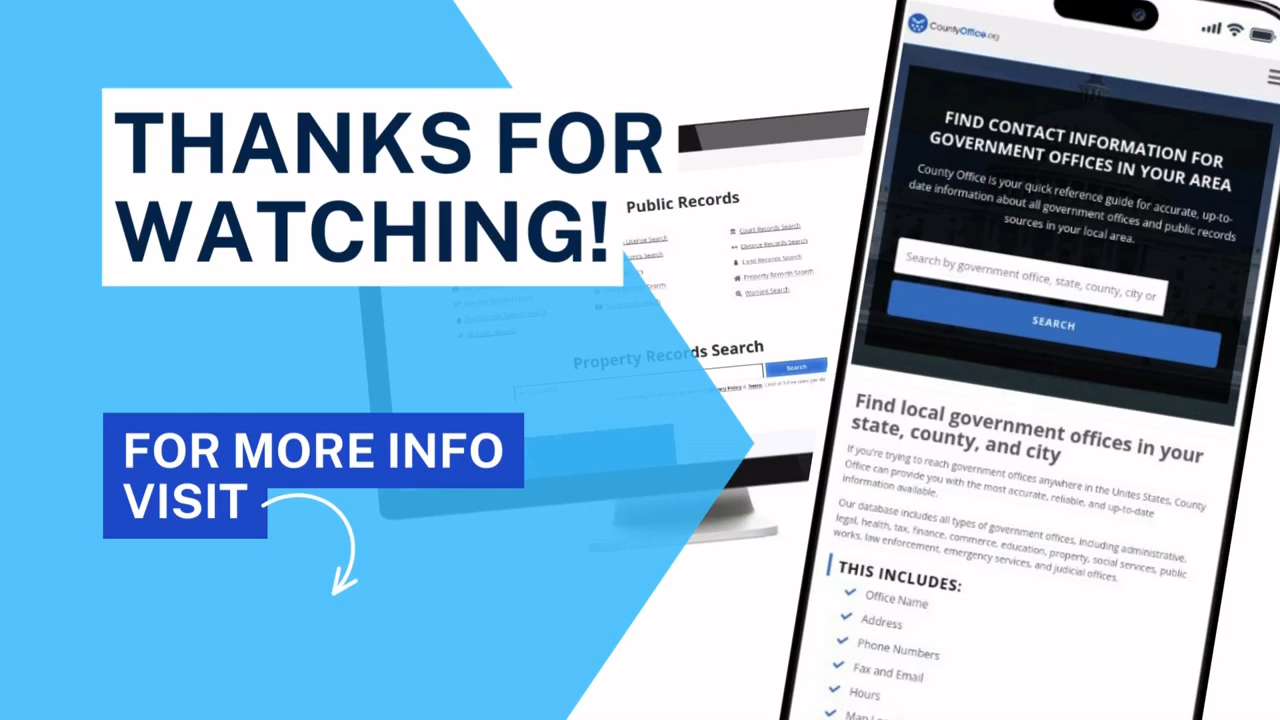 THANKS FOR
WATCHING!
FOR MORE INFO
VISIT
Public Records
License Search
Court Records Search
Divorce Records Search
Land Records Search
Property Records Search
Warrant Search
Property Records Search
Search
CountyOffice.org
FIND CONTACT INFORMATION FOR
GOVERNMENT OFFICES IN YOUR AREA
County Office is your quick reference guide for accurate, up-to-
date information about all government offices and public records
sources in your local area.
Search by government office, state, county, city or
SEARCH
Find local government offices in your
state, county, and city
If you're trying to reach government offices anywhere in the Unites States, County
Office can provide you with the most accurate, reliable, and up-to-date
information available.
Our database includes all types of government offices, including administrative,
legal, health, tax, finance, commerce, education, property, social services, public
works, law enforcement, emergency services, and judicial offices.
THIS INCLUDES:
Office Name
Address
Phone Numbers
Fax and Email
Hours
Map